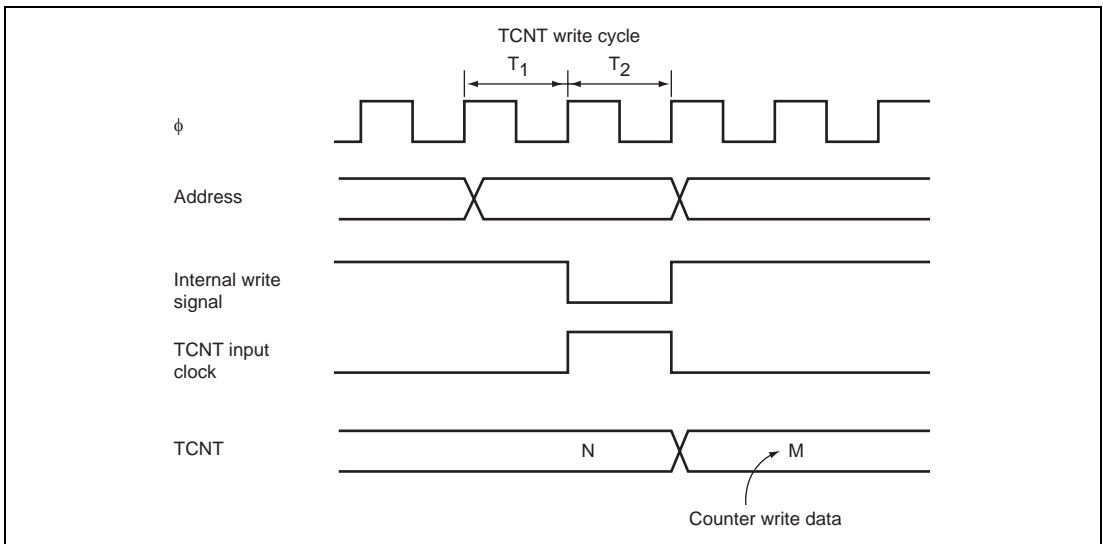 TCNT write cycle
T1 T2
ϕ
Address
Internal write
signal
TCNT input
clock
TCNT
N M
Counter write data